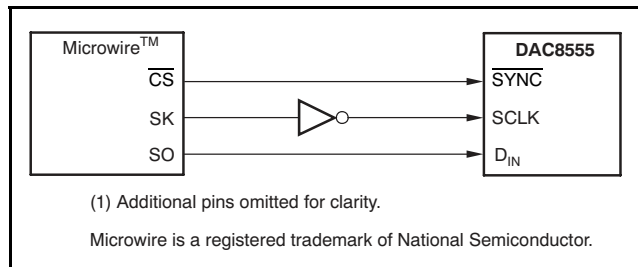 Microwire™ DAC8555
CS SYNC
SK SCLK
SO DIN
(1) Additional pins omitted for clarity.
Microwire is a registered trademark of National Semiconductor.